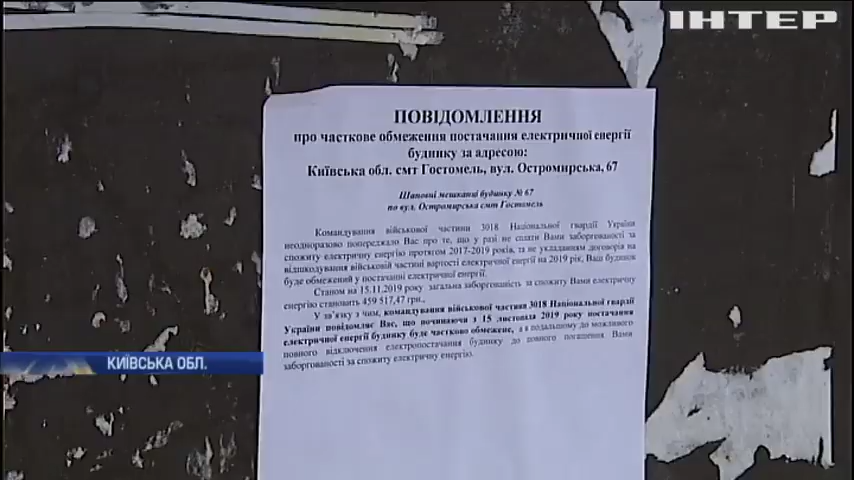 ІНТЕР
ПОВІДОМЛЕННЯ
про часткове обмеження постачання електричної енергії
будинку за адресою:
Київська обл. смт Гостомель, вул. Остромирська, 67
Шановні мешканці будинку № 67
по вул. Остромирська смт Гостомель
Командування військової частини 3018 Національної гвардії України
неодноразово попереджало Вас про те, що у разі не сплати Вами заборгованості за
спожиту електричну енергію протягом 2017-2019 років, та не укладанням договорів на
відшкодування військовій частині вартості електричної енергії на 2019 рік, Ваш будинок
буде обмежений у постачанні електричної енергії.
Станом на 15.11.2019 року загальна заборгованість за спожиту Вами електричну
енергію становить 459 517,47 грн.,
У зв'язку з чим, командування військової частини 3018 Національної гвардії
України повідомляє Вас, що починаючи з 15 листопада 2019 року постачання
електричної енергії будинку буде частково обмежене, а в подальшому до можливого
повного відключення електропостачання будинку до повного погашення Вами
заборгованості за спожиту електричну енергію.
КИЇВСЬКА ОБЛ.